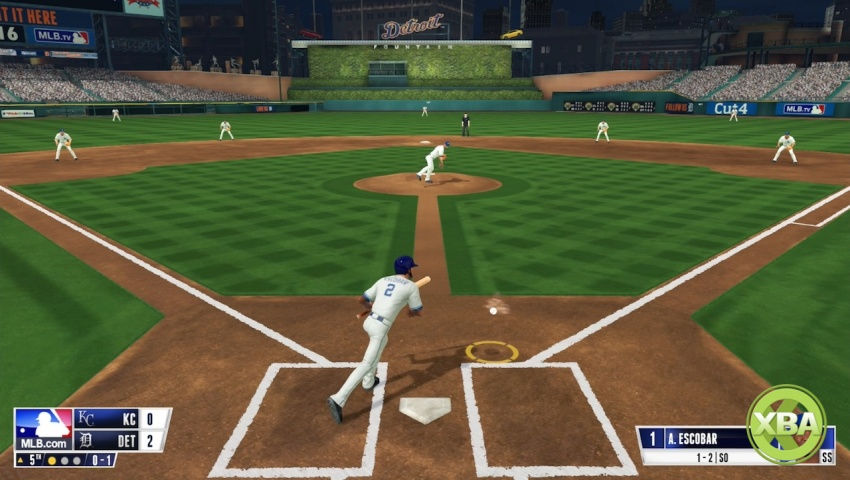 IT IT HERE
16 MLB.tv
Detroit
FOUNTAIN
Cut4
MLB.tv
2
MLB.com
KC KC 0
D DET 2
▲ 5TH 0-1
1 A. ESCOBAR
1-2 | SO SS
XBA